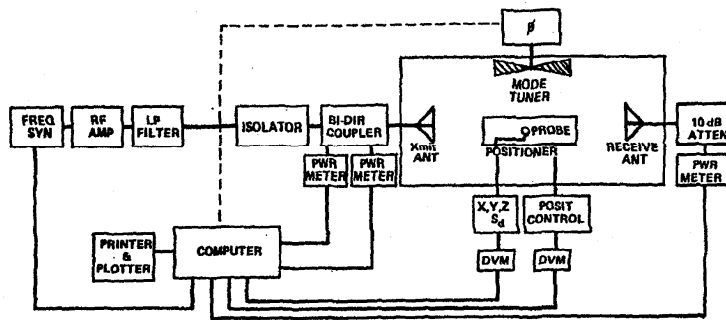 ø
MODE
TUNER
FREQ
SYN
RF
AMP
LP
FILTER
ISOLATOR
BI-DIR
COUPLER
Xmit
ANT
PROBE
POSITIONER
RECEIVE
ANT
10 dB
ATTEN
PWR
METER
PWR
METER
PWR
METER
X,Y,Z
Sd
POSIT
CONTROL
PRINTER
&
PLOTTER
COMPUTER
DVM
DVM